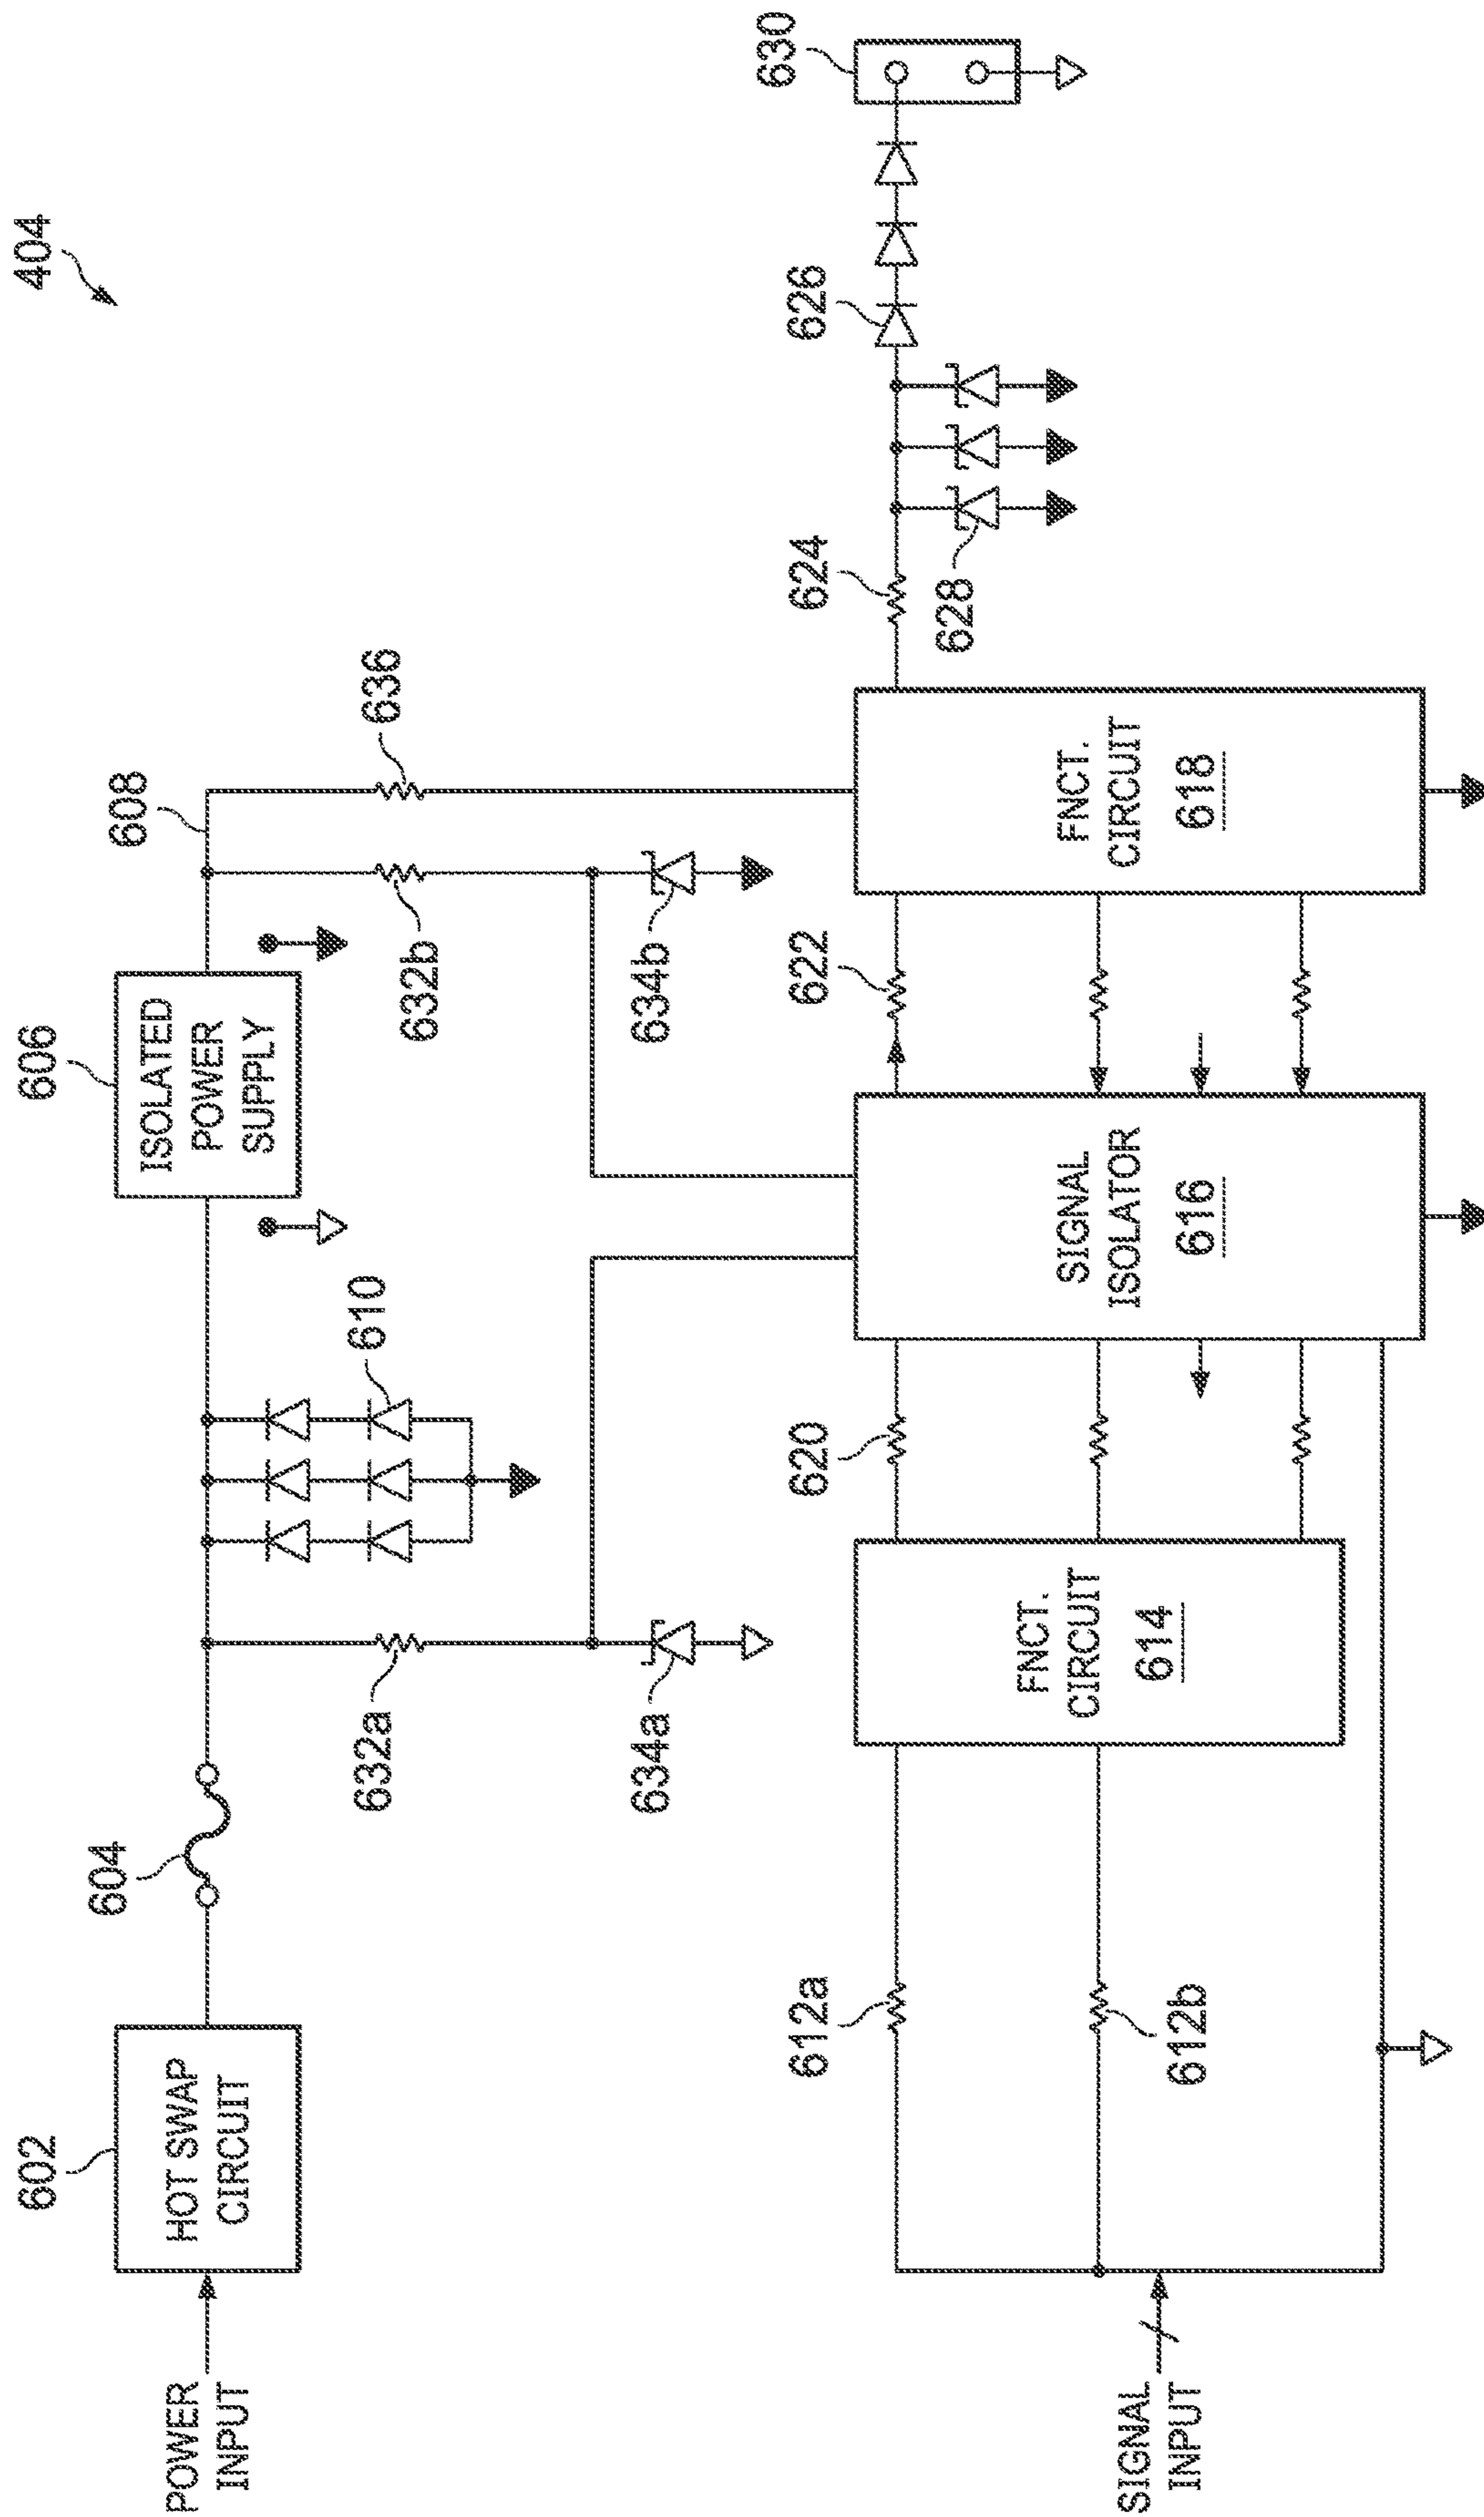 404
602
HOT SWAP
CIRCUIT
POWER
INPUT
604
606
ISOLATED
POWER
SUPPLY
608
610
632a
634a
632b
634b
636
SIGNAL
INPUT
612a
612b
FNCT.
CIRCUIT
614
620
SIGNAL
ISOLATOR
616
622
FNCT.
CIRCUIT
618
624
628
626
630